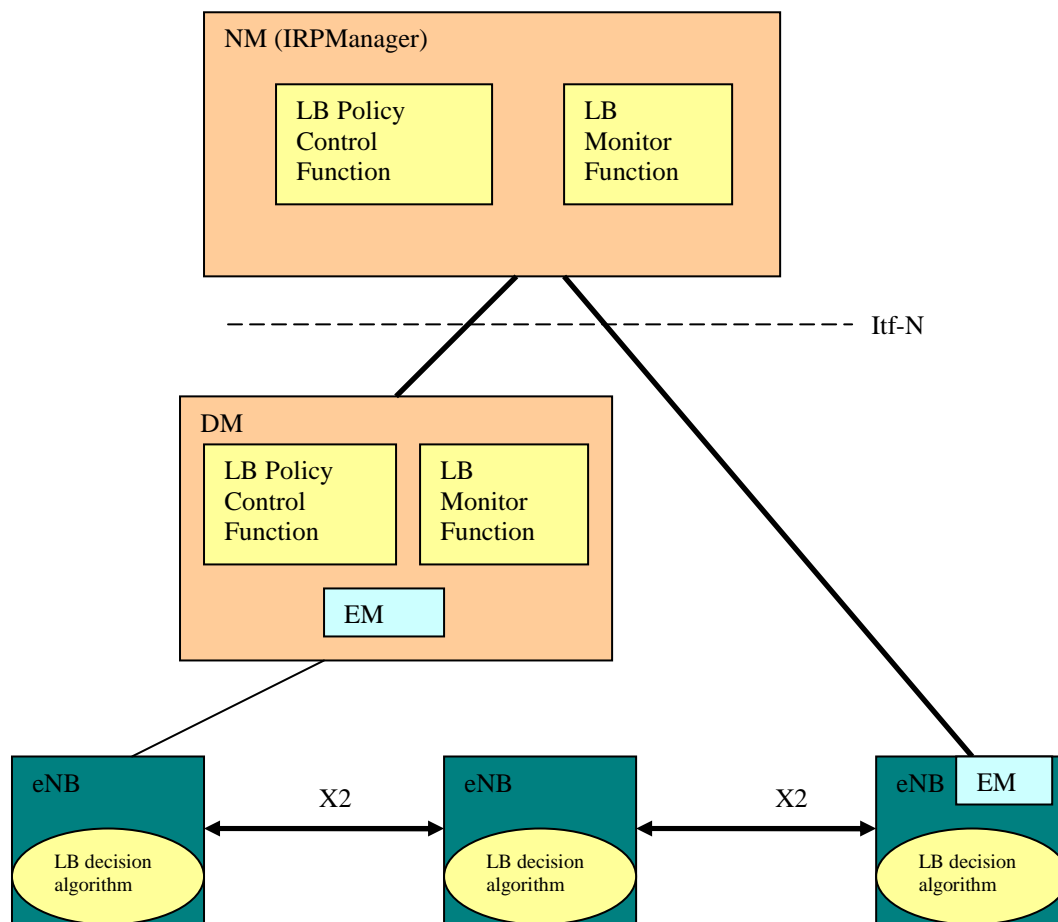 NM (IRPManager)
LB Policy
Control
Function
LB
Monitor
Function
Itf-N
DM
LB Policy
Control
Function
LB
Monitor
Function
EM
eNB
X2
eNB
X2
eNB
EM
LB decision
algorithm
LB decision
algorithm
LB decision
algorithm